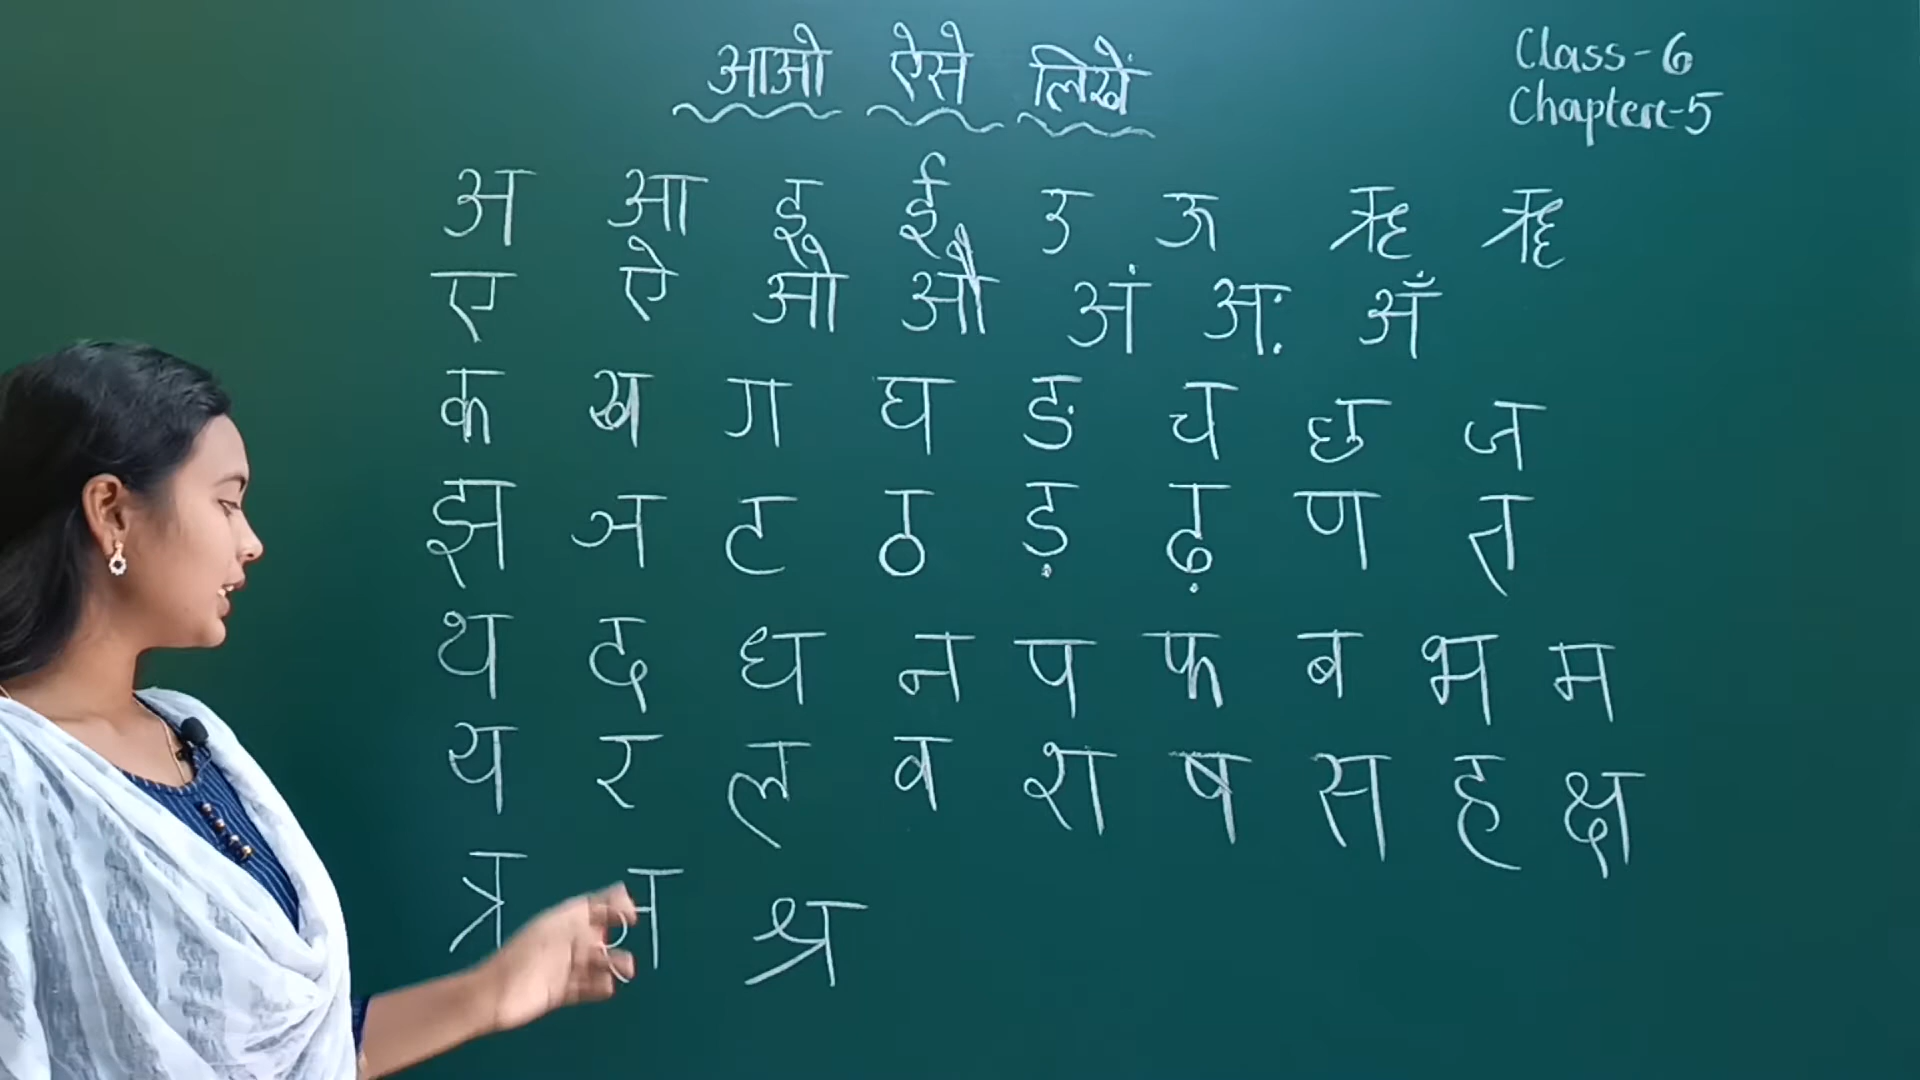 आओ ऐसे लिखें
Class-6
Chapter-5
अ आ इ ई उ ऊ ऋ ॠ
ए ऐ ओ औ अं अः अँ
क ख ग घ ङ च छ ज
झ ञ ट ठ ड़ ढ़ ण त
थ द ध न प फ ब भ म
य र ल व श ष स ह क्ष
त्र श्र